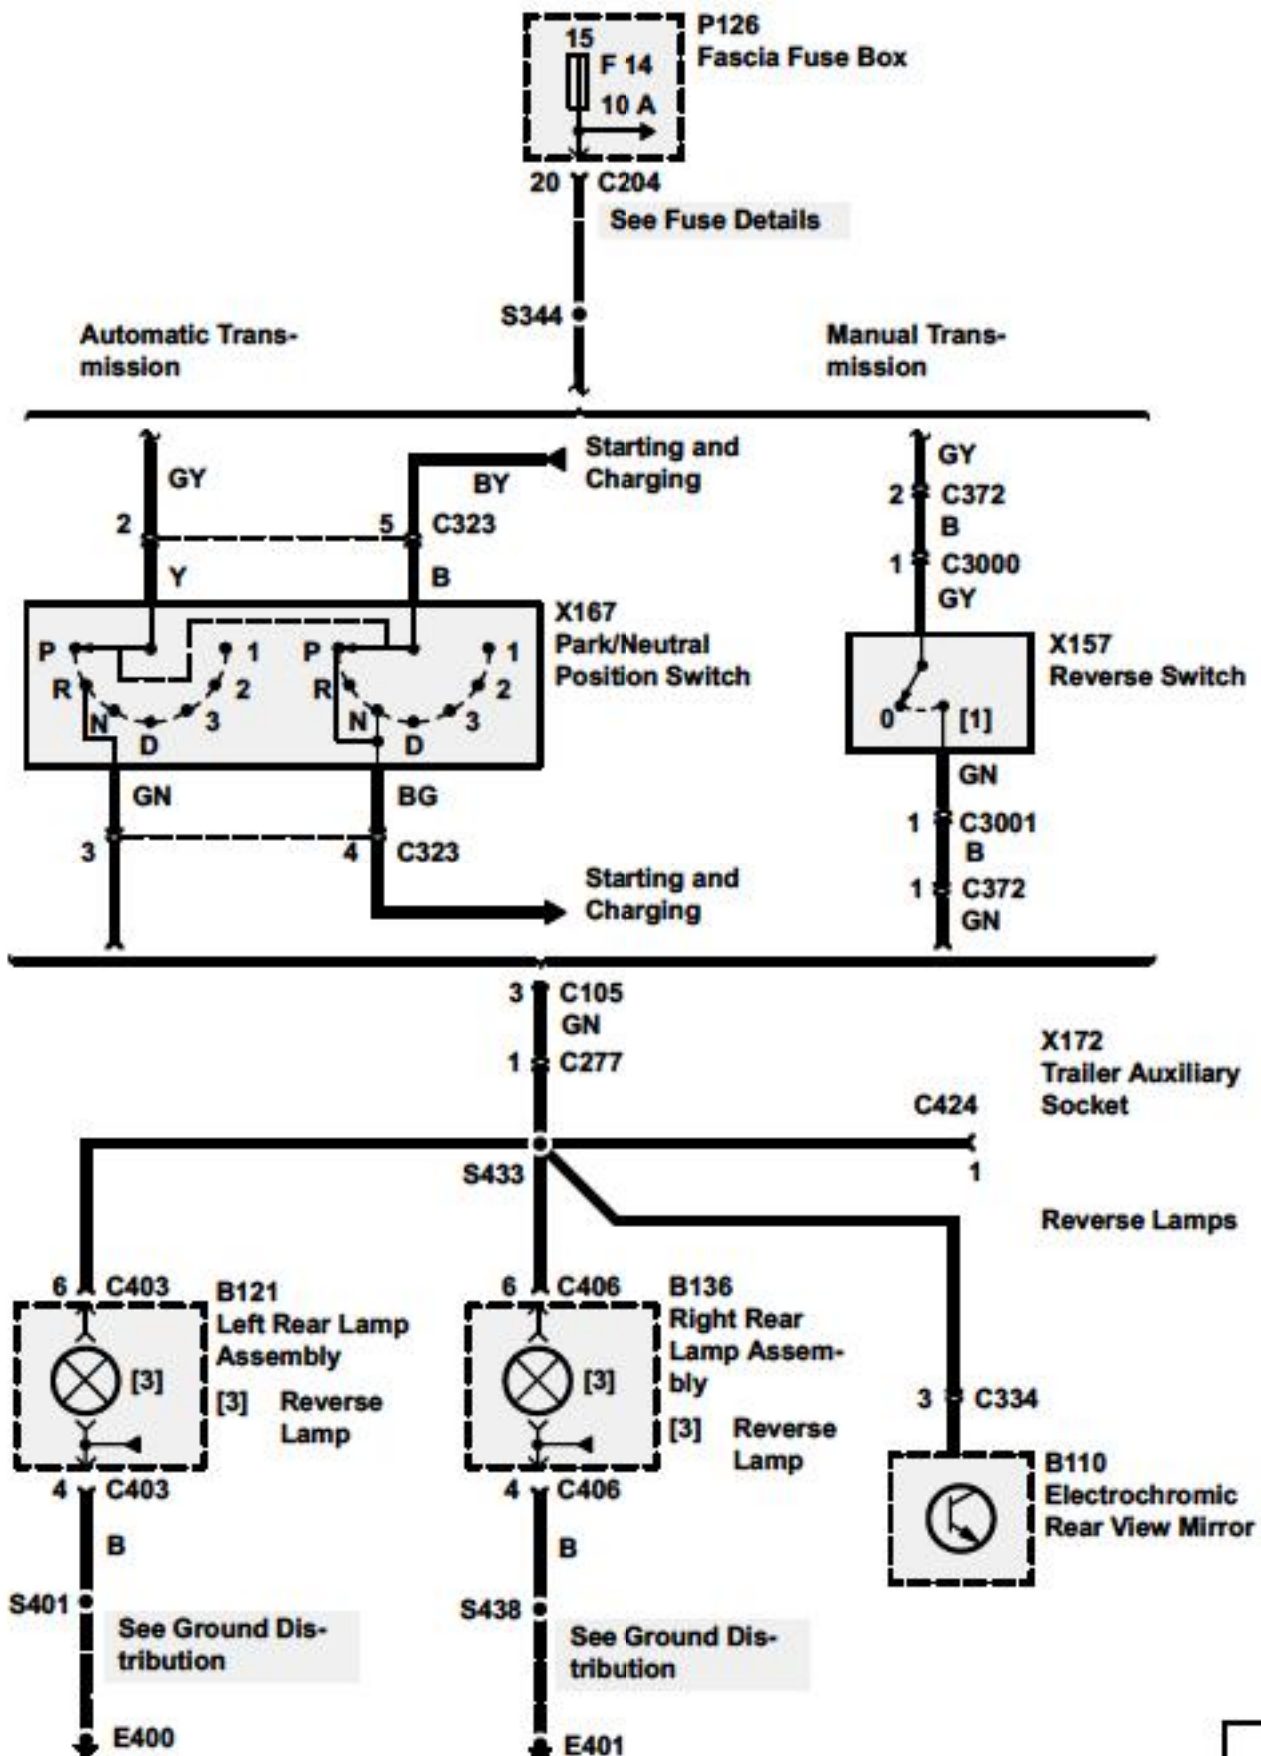 P126
Fascia Fuse Box
15
F 14
10 A
20 C204
See Fuse Details
S344
Automatic Trans-
mission
Manual Trans-
mission
GY
BY
Starting and
Charging
2
5 C323
Y
B
GY
2 C372
B
1 C3000
GY
X167
Park/Neutral
Position Switch
P
R
N
D
3
2
1
P
R
N
D
3
2
1
X157
Reverse Switch
0
[1]
GN
BG
3
4 C323
Starting and
Charging
GN
1 C3001
B
1 C372
GN
3 C105
GN
1 C277
X172
Trailer Auxiliary
Socket
C424
1
S433
Reverse Lamps
6 C403
B121
Left Rear Lamp
Assembly
[3] Reverse
Lamp
[3]
4 C403
B
S401
See Ground Dis-
tribution
E400
6 C406
B136
Right Rear
Lamp Assem-
bly
[3] Reverse
Lamp
[3]
4 C406
B
S438
See Ground Dis-
tribution
E401
3 C334
B110
Electrochromic
Rear View Mirror